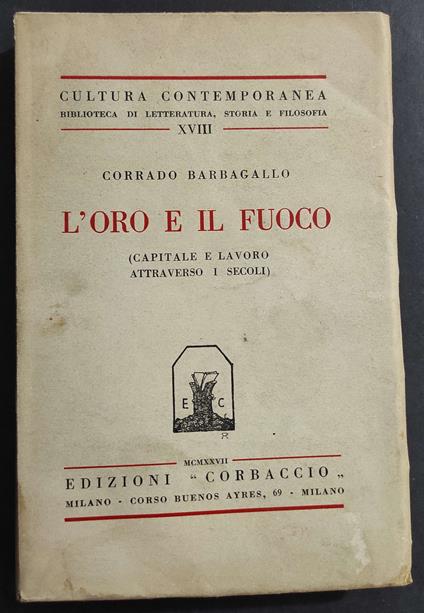 CULTURA CONTEMPORANEA
BIBLIOTECA DI LETTERATURA, STORIA E FILOSOFIA
XVIII
CORRADO BARBAGALLO
L'ORO E IL FUOCO
(CAPITALE E LAVORO
ATTRAVERSO I SECOLI)
E C
MCMXXVII
EDIZIONI “ CORBACCIO „
MILANO - CORSO BUENOS AYRES, 69 - MILANO